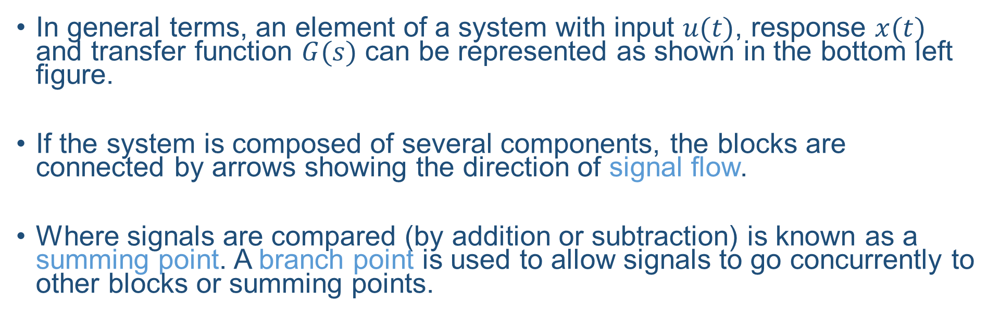 • In general terms, an element of a system with input u(t), response x(t)
and transfer function G(s) can be represented as shown in the bottom left
figure.
• If the system is composed of several components, the blocks are
connected by arrows showing the direction of signal flow.
• Where signals are compared (by addition or subtraction) is known as a
summing point. A branch point is used to allow signals to go concurrently to
other blocks or summing points.